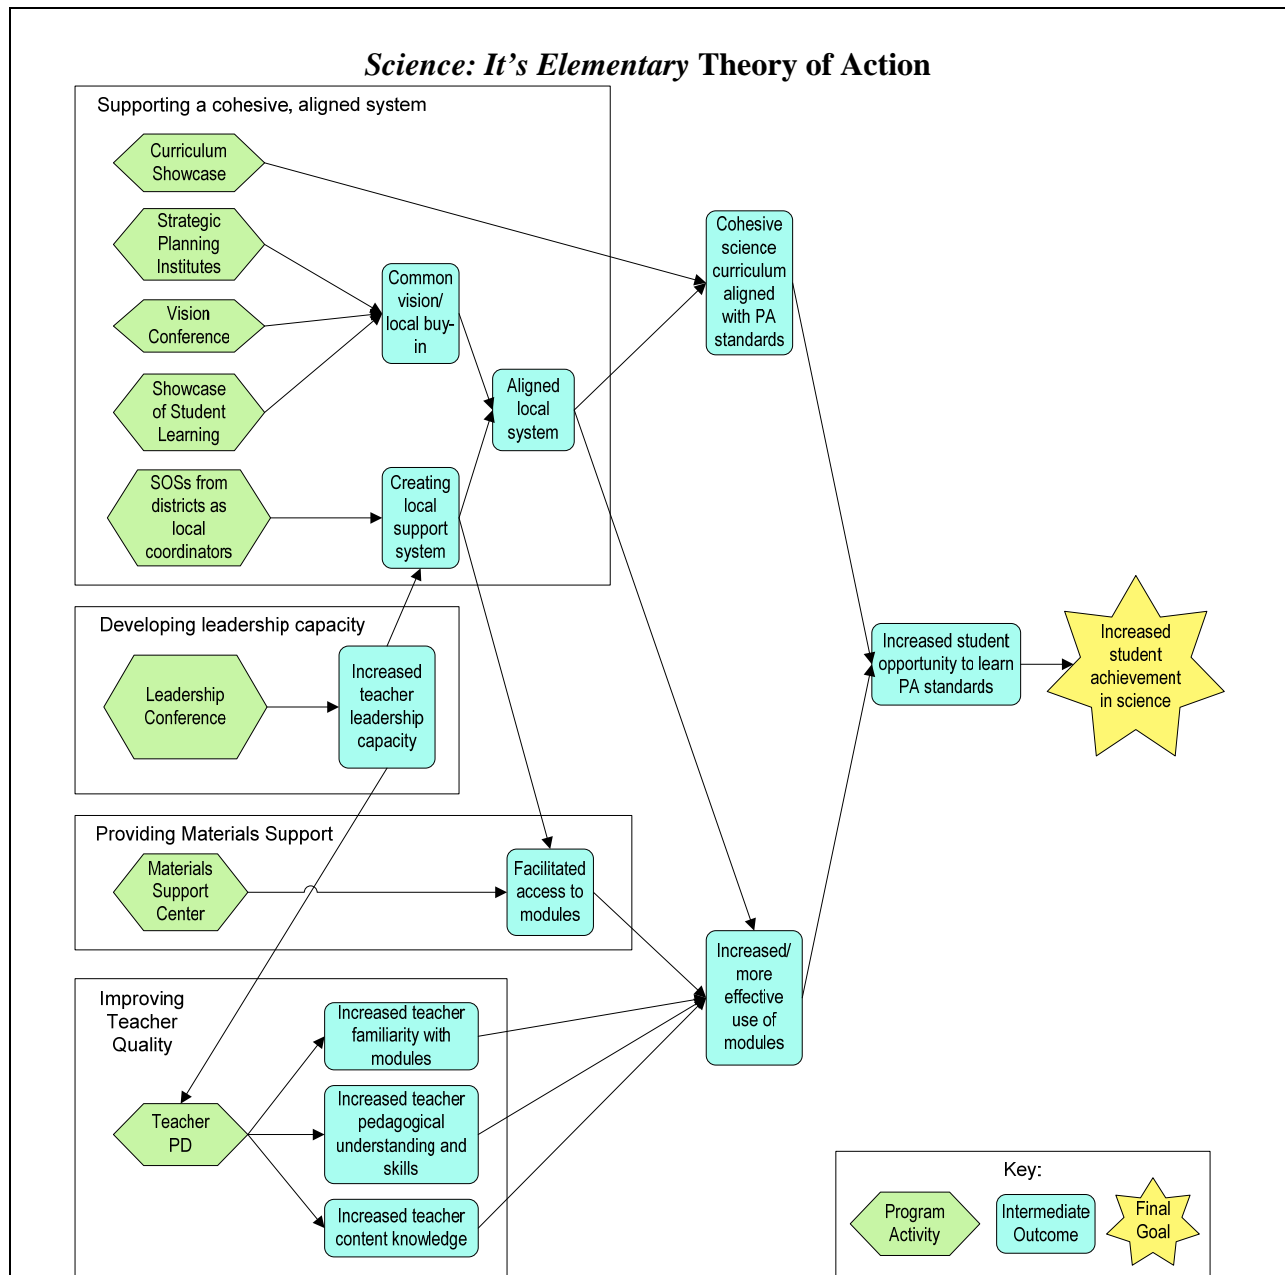 Science: It’s Elementary Theory of Action
Supporting a cohesive, aligned system
Curriculum
Showcase
Strategic
Planning
Institutes
Vision
Conference
Showcase
of Student
Learning
SOSs from
districts as
local
coordinators
Common
vision/
local buy-
in
Creating
local
support
system
Aligned
local
system
Cohesive
science
curriculum
aligned
with PA
standards
Developing leadership capacity
Leadership
Conference
Increased
teacher
leadership
capacity
Increased student
opportunity to learn
PA standards
Increased
student
achievement
in science
Providing Materials Support
Materials
Support
Center
Facilitated
access to
modules
Increased/
more
effective
use of
modules
Improving
Teacher
Quality
Teacher
PD
Increased teacher
familiarity with
modules
Increased teacher
pedagogical
understanding and
skills
Increased teacher
content knowledge
Key:
Program
Activity
Intermediate
Outcome
Final
Goal